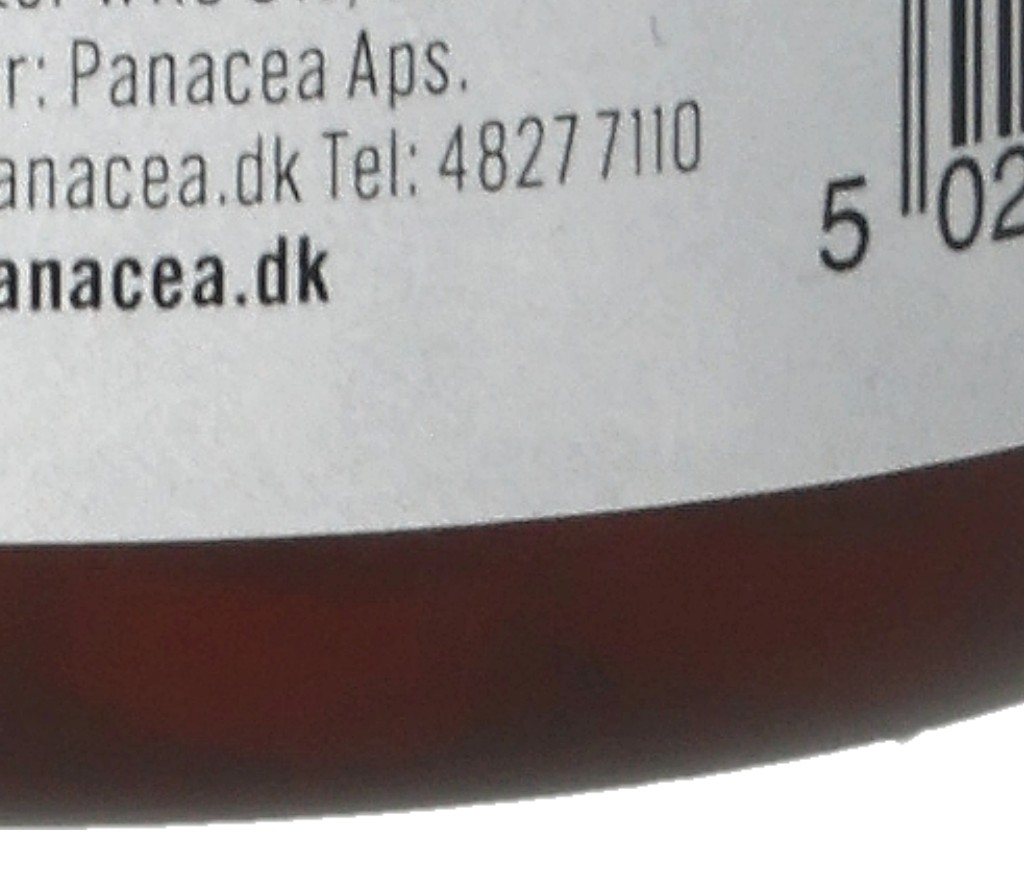 r: Panacea Aps.
anacea.dk Tel: 4827 7110
anacea.dk
5 02